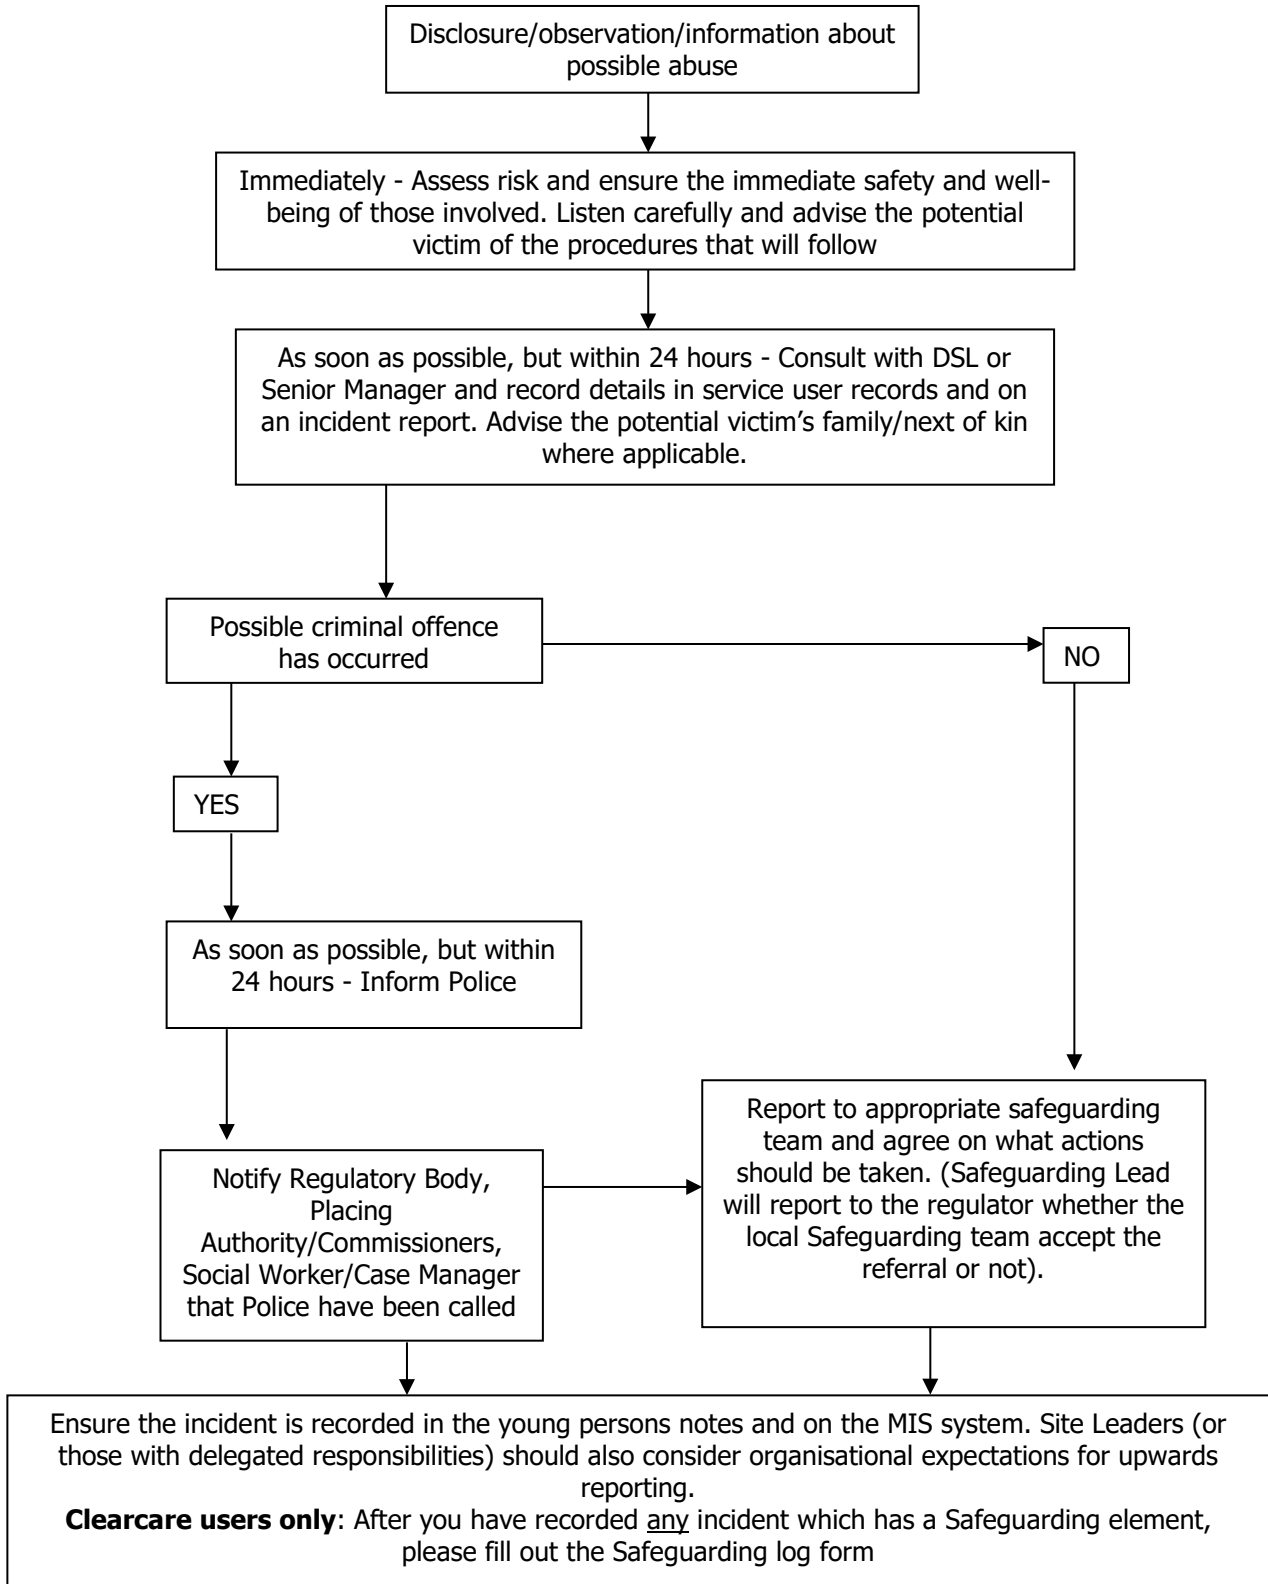 Disclosure/observation/information about
possible abuse
Immediately - Assess risk and ensure the immediate safety and well-
being of those involved. Listen carefully and advise the potential
victim of the procedures that will follow
As soon as possible, but within 24 hours - Consult with DSL or
Senior Manager and record details in service user records and on
an incident report. Advise the potential victim’s family/next of kin
where applicable.
Possible criminal offence
has occurred
NO
YES
As soon as possible, but within
24 hours - Inform Police
Notify Regulatory Body,
Placing
Authority/Commissioners,
Social Worker/Case Manager
that Police have been called
Report to appropriate safeguarding
team and agree on what actions
should be taken. (Safeguarding Lead
will report to the regulator whether the
local Safeguarding team accept the
referral or not).
Ensure the incident is recorded in the young persons notes and on the MIS system. Site Leaders (or
those with delegated responsibilities) should also consider organisational expectations for upwards
reporting.
Clearcare users only: After you have recorded any incident which has a Safeguarding element,
please fill out the Safeguarding log form